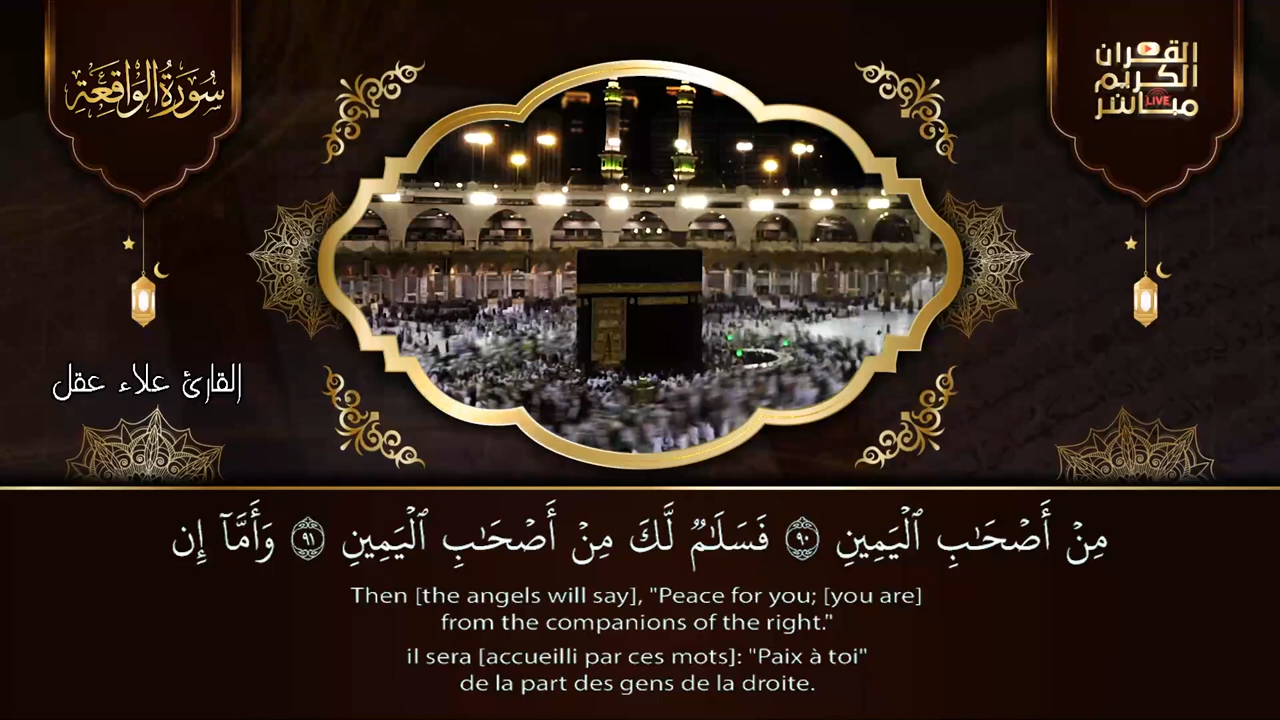 سُورَةُ الْوَاقِعَة
القرآن
الكريم
مباشر
LIVE
القارئ علاء عقل
مِنْ أَصْحَٰبِ ٱلْيَمِينِ ٩٠ فَسَلَٰمٌ لَّكَ مِنْ أَصْحَٰبِ ٱلْيَمِينِ ٩١ وَأَمَّآ إِن
Then [the angels will say], "Peace for you; [you are]
from the companions of the right."
il sera [accueilli par ces mots]: "Paix à toi"
de la part des gens de la droite.